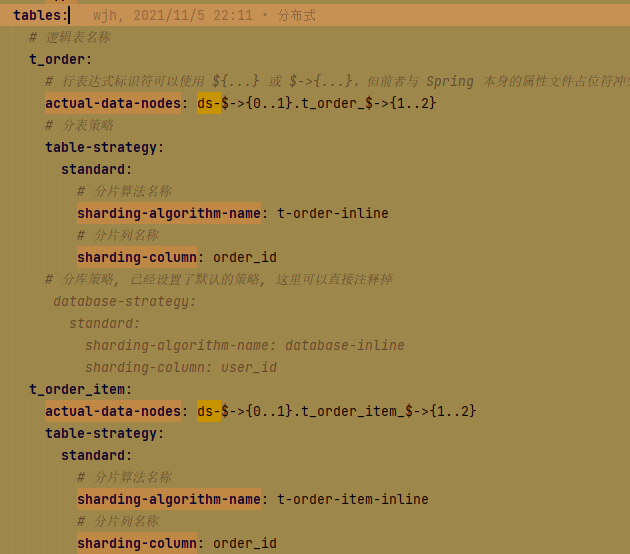 tables: wjh, 2021/11/5 22:11 · 分布式
# 逻辑表名称
t_order:
# 行表达式标识符可以使用 ${...} 或 $->{...}，但前者与 Spring 本身的属性文件占位符冲
actual-data-nodes: ds-$->{0..1}.t_order_$->{1..2}
# 分表策略
table-strategy:
standard:
# 分片算法名称
sharding-algorithm-name: t-order-inline
# 分片列名称
sharding-column: order_id
# 分库策略, 已经设置了默认的策略, 这里可以直接注释掉
database-strategy:
standard:
sharding-algorithm-name: database-inline
sharding-column: user_id
t_order_item:
actual-data-nodes: ds-$->{0..1}.t_order_item_$->{1..2}
table-strategy:
standard:
# 分片算法名称
sharding-algorithm-name: t-order-item-inline
# 分片列名称
sharding-column: order_id